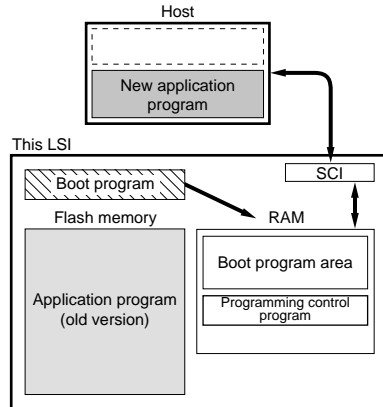 Host
New application
program
This LSI
SCI
Boot program
Flash memory
RAM
Application program
(old version)
Boot program area
Programming control
program